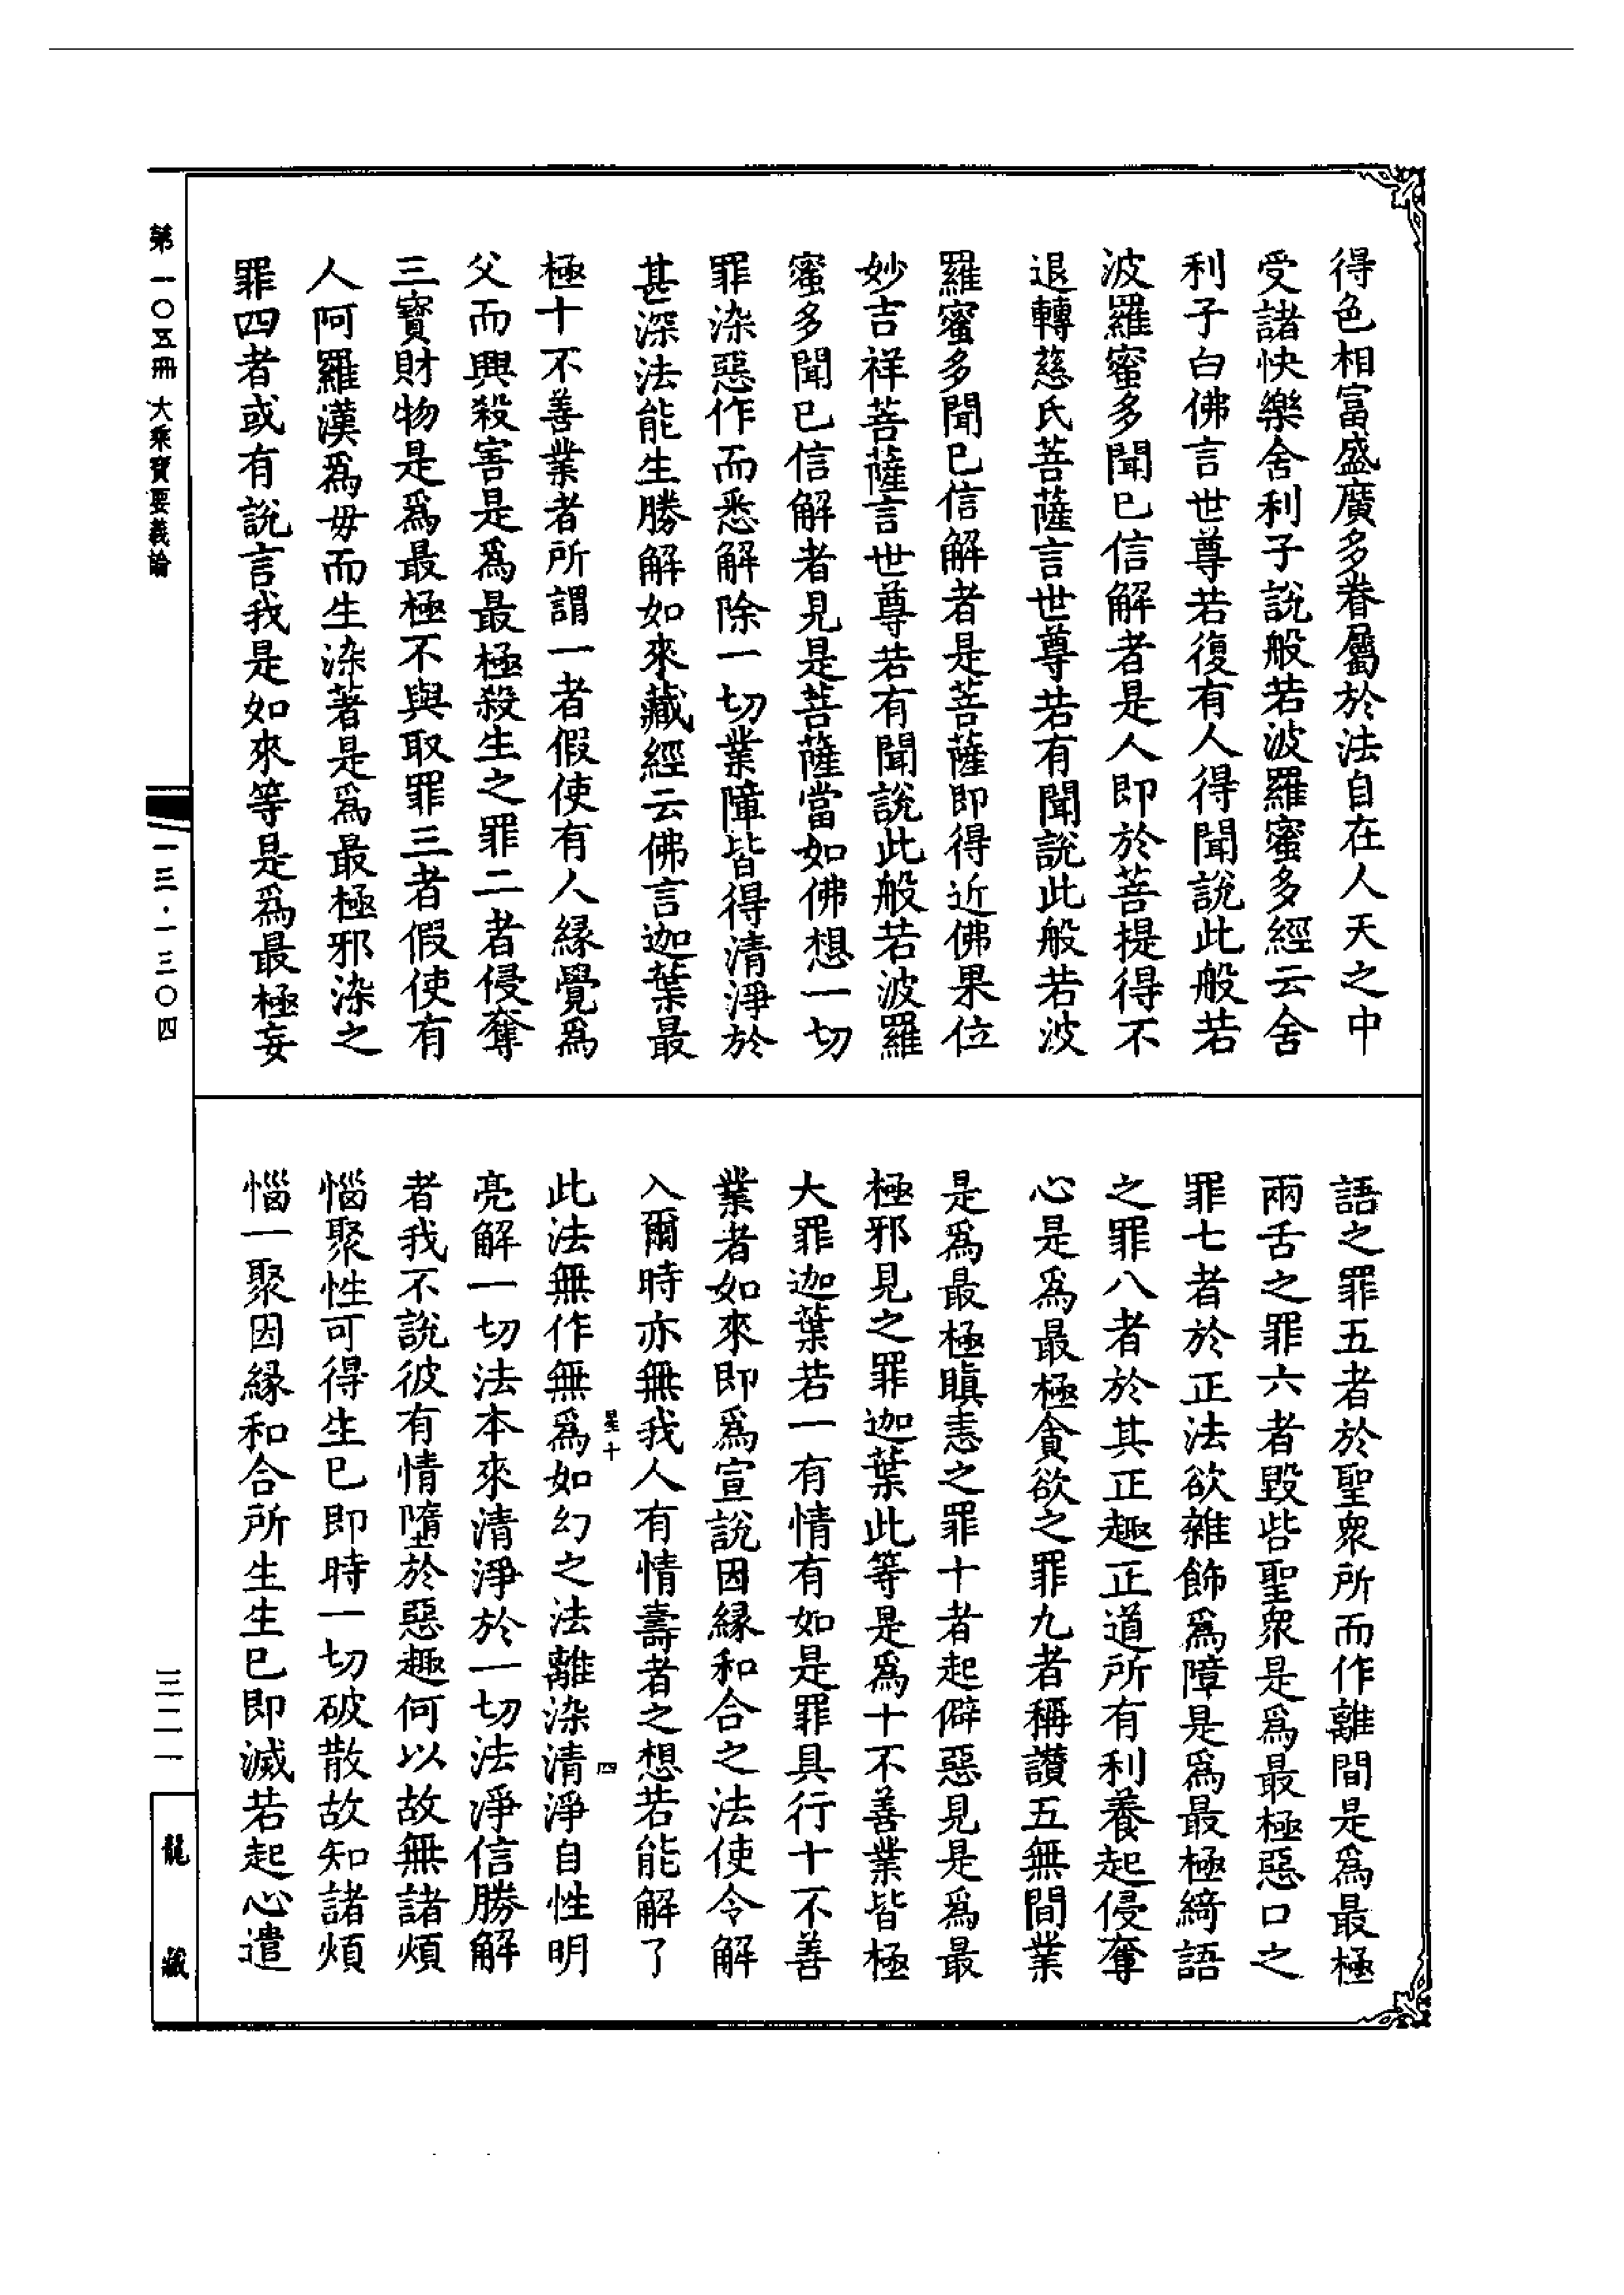 得色相富盛廣多眷屬於法自在人天之中
受諸快樂舍利子說般若波羅蜜多經云舍
利子白佛言世尊若復有人得聞說此般若
波羅蜜多聞已信解者是人即於菩提得不
退轉慈氏菩薩言世尊若有聞說此般若波
羅蜜多聞已信解者是菩薩即得近佛果位
妙吉祥菩薩言世尊若有聞說此般若波羅
蜜多聞已信解者見是菩薩當如佛想一切
罪染惡作而悉解除一切業障皆得清淨於
甚深法能生勝解如來藏經云佛言迦葉最
極十不善業者所謂一者假使有人緣覺爲
父而興殺害是爲最極殺生之罪二者侵奪
三寶財物是爲最極不與取罪三者假使有
人阿羅漢爲母而生染著是爲最極邪染之
罪四者或有說言我是如來等是爲最極妄
語之罪五者於聖衆所而作離間是爲最極
兩舌之罪六者毀呰聖衆是爲最極惡口之
罪七者於正法欲雜飾爲障是爲最極綺語
之罪八者於其正趣正道所有利養起侵奪
心是爲最極貪欲之罪九者稱讚五無間業
是爲最極瞋恚之罪十者起僻惡見是爲最
極邪見之罪迦葉此等是爲十不善業皆極
大罪迦葉若一有情有如是罪具行十不善
業者如來即爲宣說因緣和合之法使令解
入爾時亦無我人有情壽者之想若能解了
星十
四
此法無作無爲如幻之法離染清淨自性明
亮解一切法本來清淨於一切法淨信勝解
者我不說彼有情墮於惡趣何以故無諸煩
惱聚性可得生已即時一切破散故知諸煩
惱一聚因緣和合所生生已即滅若起心遣
第一〇五冊 大乘寶要義論
一三·一三〇四
三二一
龍藏